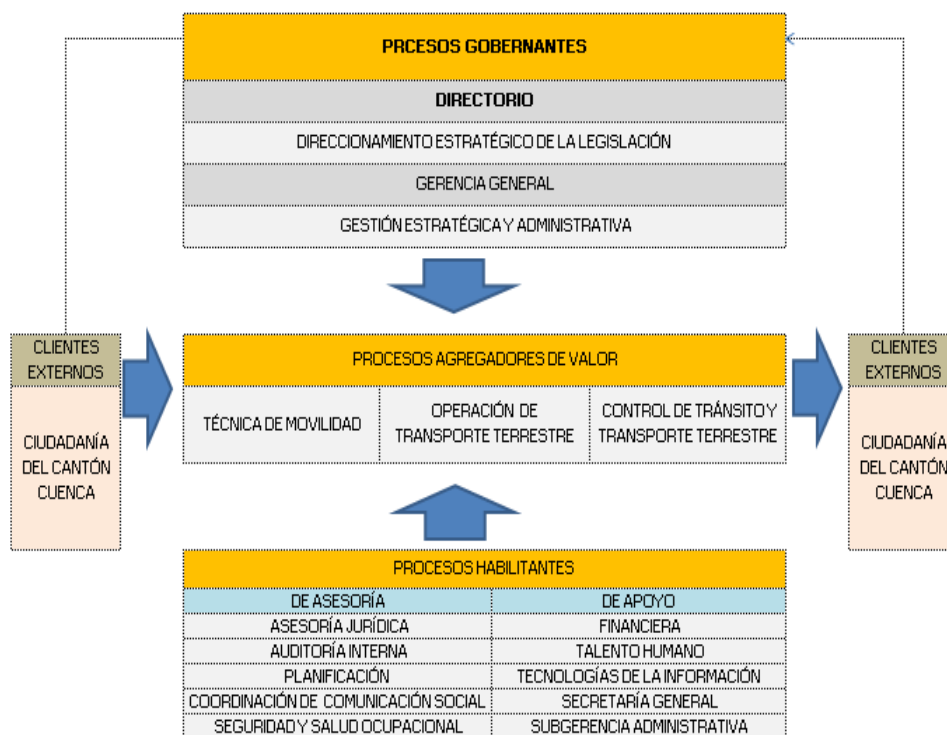 PRCESOS GOBERNANTES
DIRECTORIO
DIRECCIONAMIENTO ESTRATÉGICO DE LA LEGISLACIÓN
GERENCIA GENERAL
GESTIÓN ESTRATÉGICA Y ADMINISTRATIVA
CLIENTES
EXTERNOS
CIUDADANÍA
DEL CANTÓN
CUENCA
PROCESOS AGREGADORES DE VALOR
TÉCNICA DE MOVILIDAD
OPERACIÓN DE
TRANSPORTE TERRESTRE
CONTROL DE TRÁNSITO Y
TRANSPORTE TERRESTRE
CLIENTES
EXTERNOS
CIUDADANÍA
DEL CANTÓN
CUENCA
PROCESOS HABILITANTES
DE ASESORÍA
DE APOYO
ASESORÍA JURÍDICA
FINANCIERA
AUDITORÍA INTERNA
TALENTO HUMANO
PLANIFICACIÓN
TECNOLOGÍAS DE LA INFORMACIÓN
COORDINACIÓN DE COMUNICACIÓN SOCIAL
SECRETARÍA GENERAL
SEGURIDAD Y SALUD OCUPACIONAL
SUBGERENCIA ADMINISTRATIVA